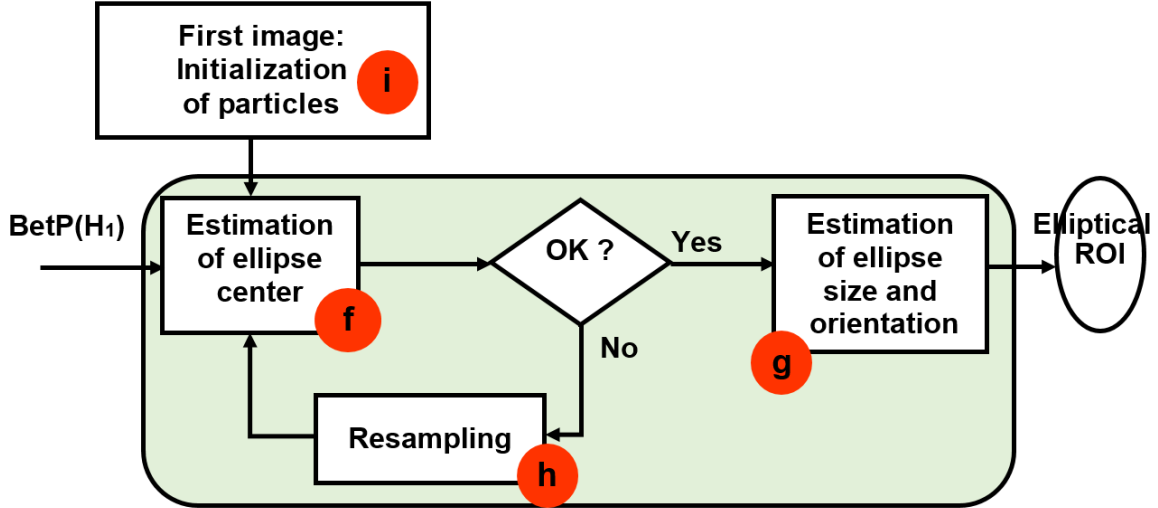 First image:
Initialization
of particles
i
BetP(H₁)
Estimation
of ellipse
center
f
OK ?
Yes
No
Estimation
of ellipse
size and
orientation
g
Elliptical
ROI
Resampling
h